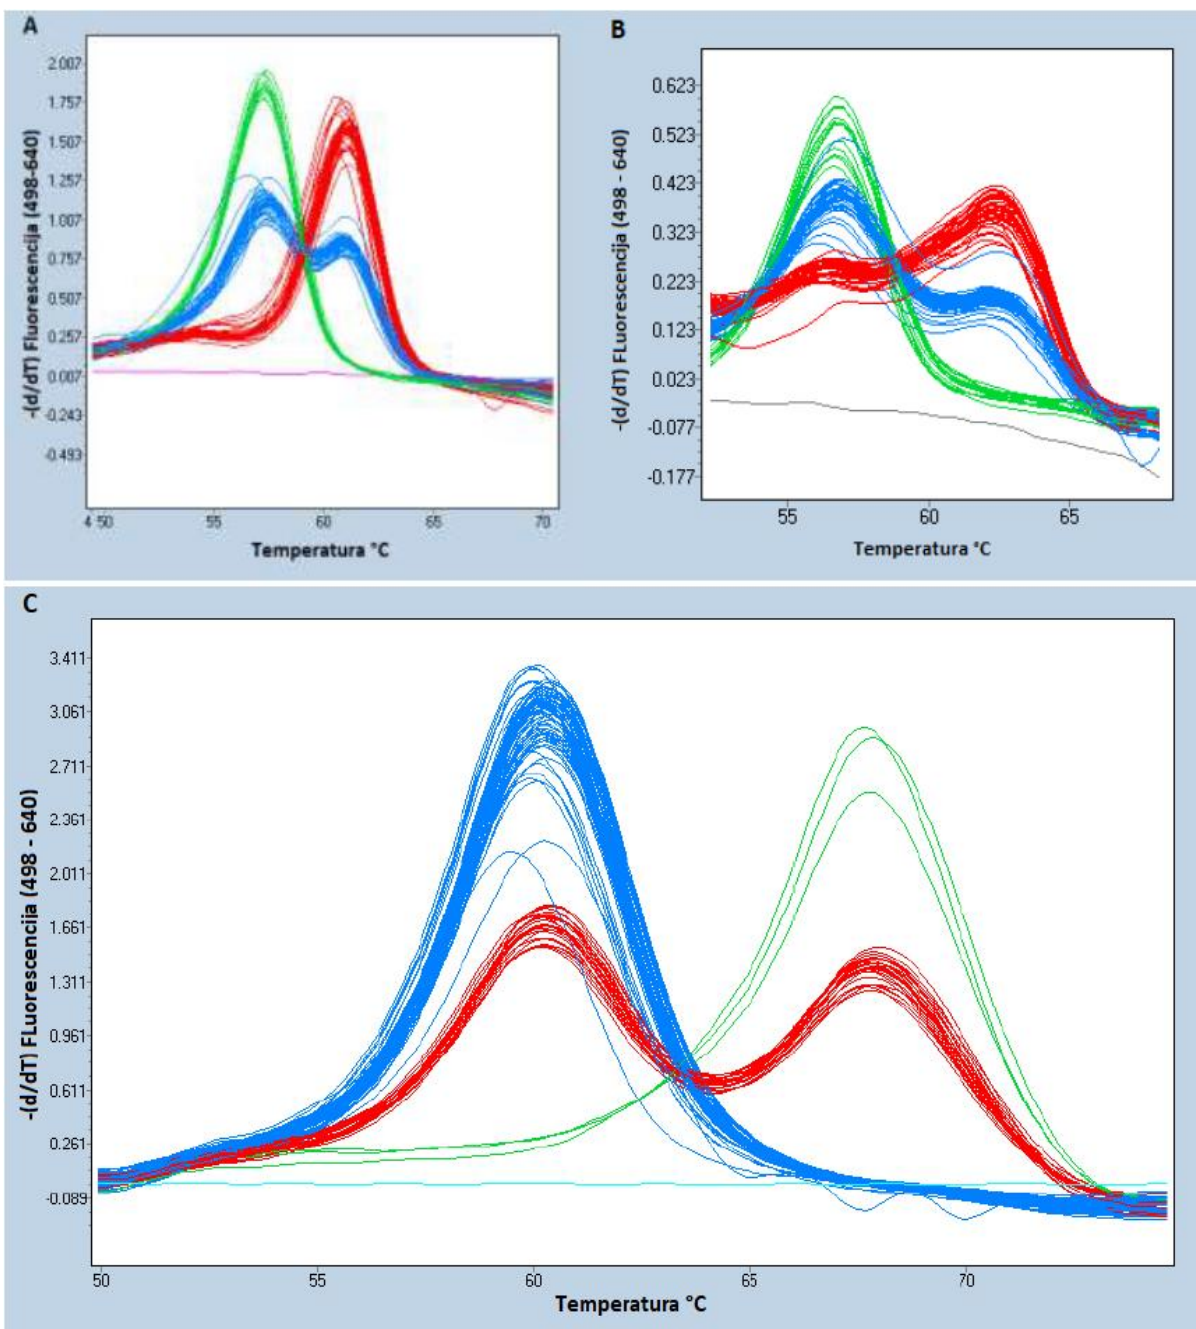 A
2.007
1.757
1.507
1.257
1.007
0.757
0.507
0.257
0.007
-0.243
-0.493
-(d/dT) Fluorescencija (498-640)
4 50 55 60 65 70
Temperatura °C
B
0.623
0.523
0.423
0.323
0.223
0.123
0.023
-0.077
-0.177
-(d/dT) FLuorescencija (498 - 640)
55 60 65
Temperatura °C
C
3.411
3.061
2.711
2.361
2.011
1.661
1.311
0.961
0.611
0.261
-0.089
-(d/dT) FLuorescencija (498 - 640)
50 55 60 65 70
Temperatura °C